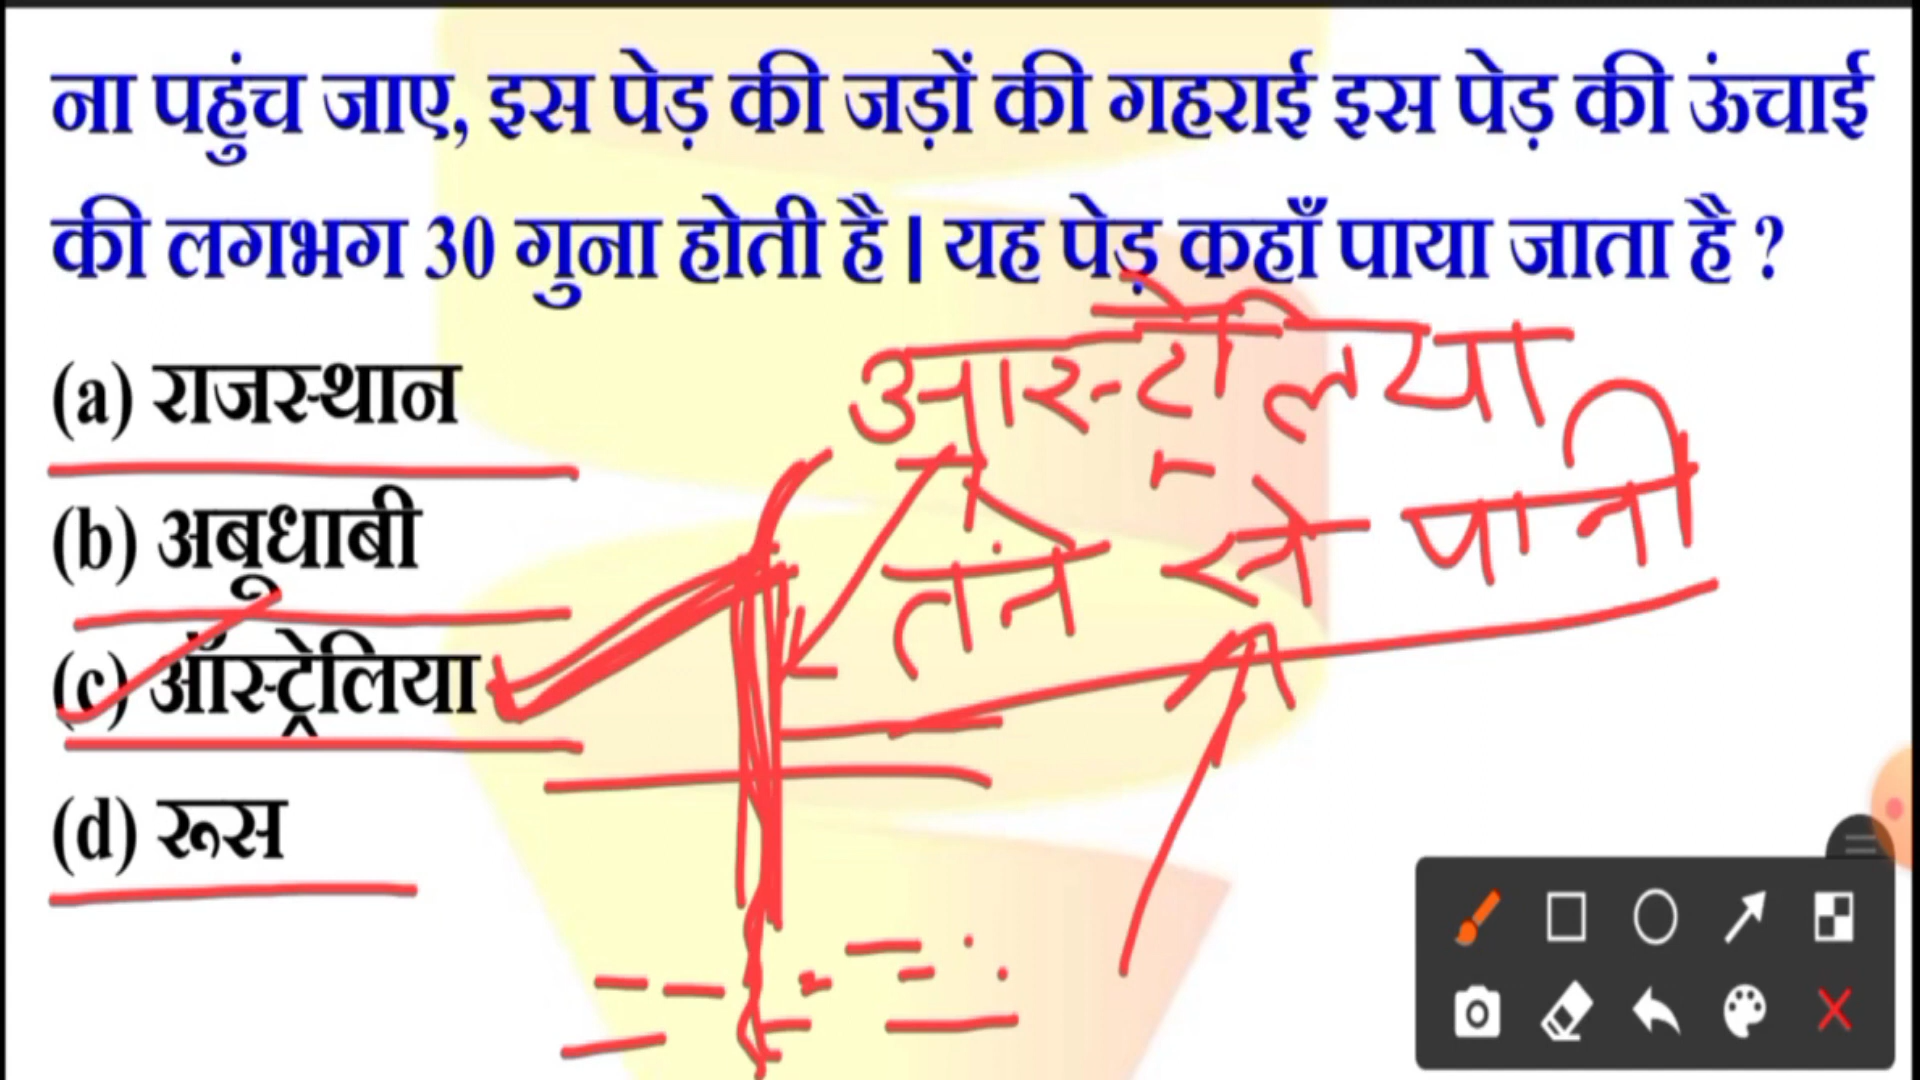 ना पहुंच जाए, इस पेड़ की जड़ों की गहराई इस पेड़ की ऊंचाई
की लगभग 30 गुना होती है। यह पेड़ कहाँ पाया जाता है ?
(a) राजस्थान
आस्टेलिया
(b) अबूधाबी
तने से पानी
(c) ऑस्ट्रेलिया
(d) रूस